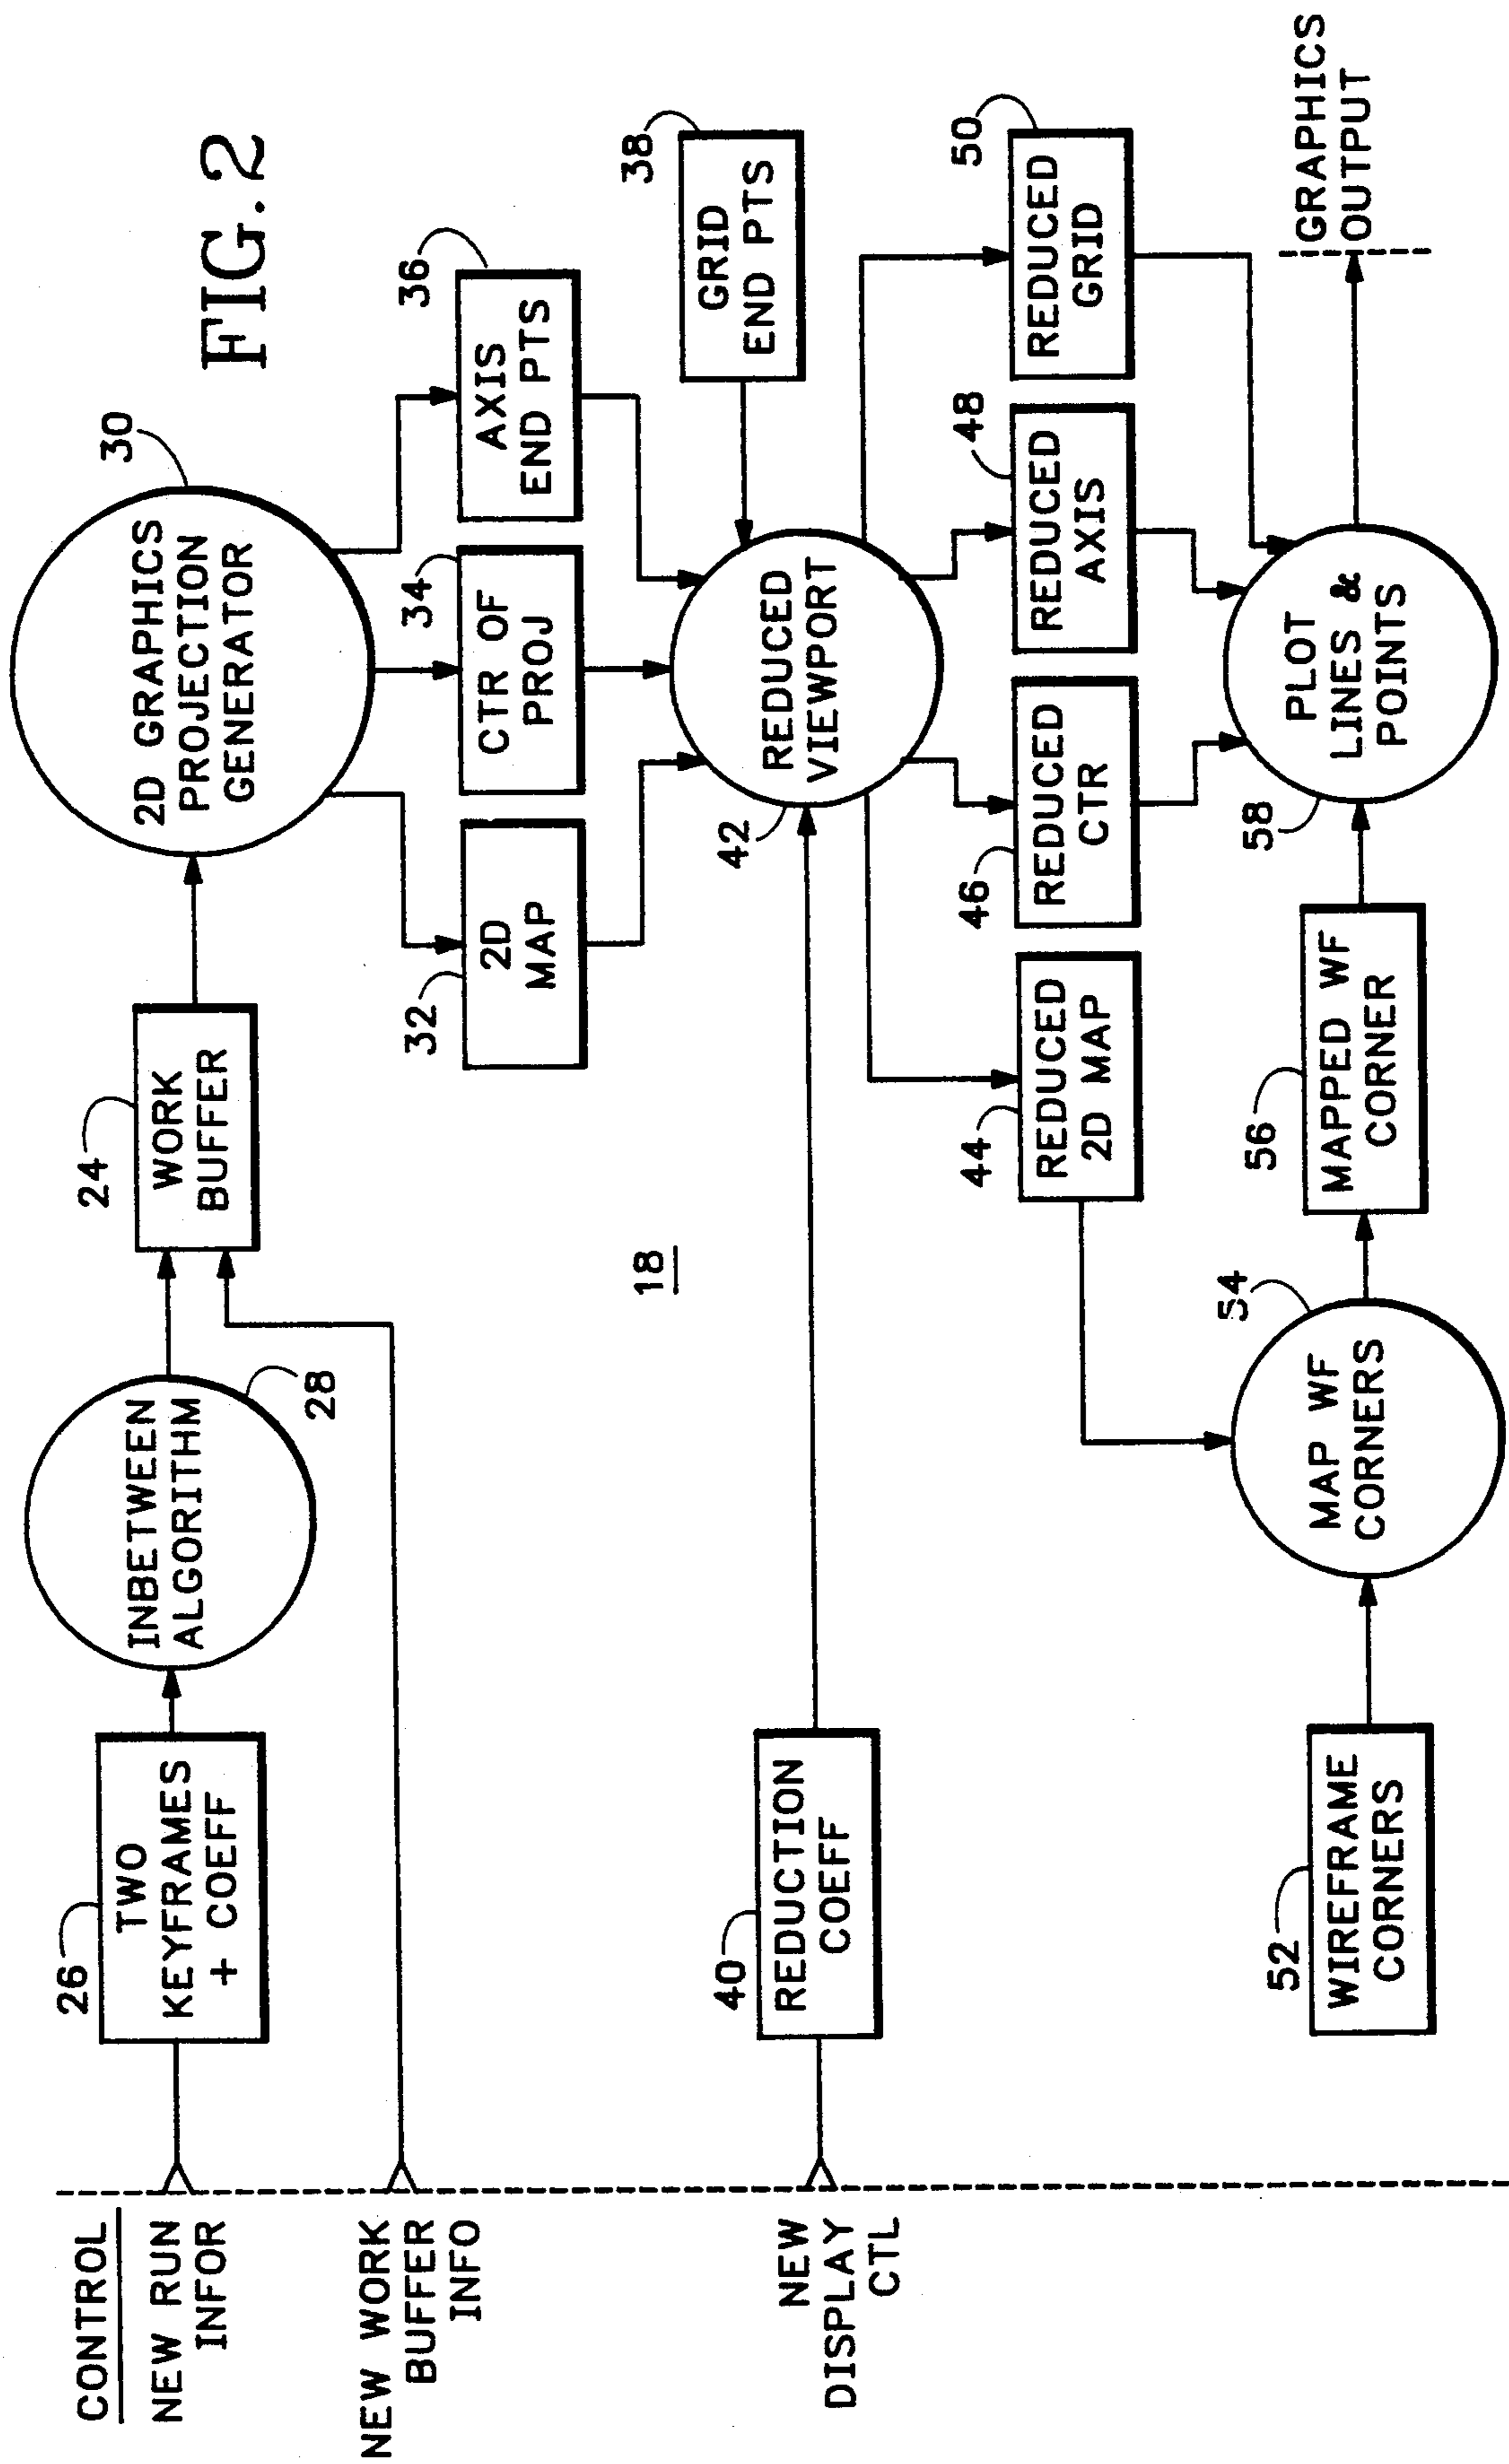 FIG. 2
CONTROL
NEW RUN
INFOR
26
TWO
KEYFRAMES
+ COEFF
INBETWEEN
ALGORITHM
28
24
WORK
BUFFER
30
2D GRAPHICS
PROJECTION
GENERATOR
NEW WORK
BUFFER
INFO
32
2D
MAP
34
CTR OF
PROJ
36
AXIS
END PTS
38
GRID
END PTS
18
NEW
DISPLAY
CTL
40
REDUCTION
COEFF
42
REDUCED
VIEWPORT
44
REDUCED
2D MAP
46
REDUCED
CTR
48
REDUCED
AXIS
50
REDUCED
GRID
52
WIREFRAME
CORNERS
54
MAP WF
CORNERS
56
MAPPED WF
CORNER
58
PLOT
LINES &
POINTS
GRAPHICS
OUTPUT